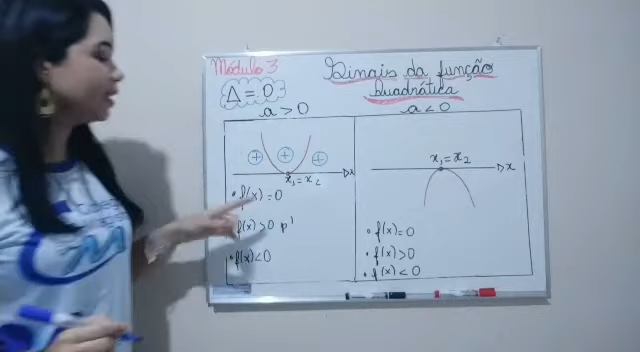 Módulo 3
Sinais da função
Quadrática
Δ = 0
a > 0
a < 0
+ + +
x
x₁ = x₂
• f(x) = 0
f(x) > 0 p/
• f(x) < 0
x₁ = x₂
x
• f(x) = 0
• f(x) > 0
• f(x) < 0